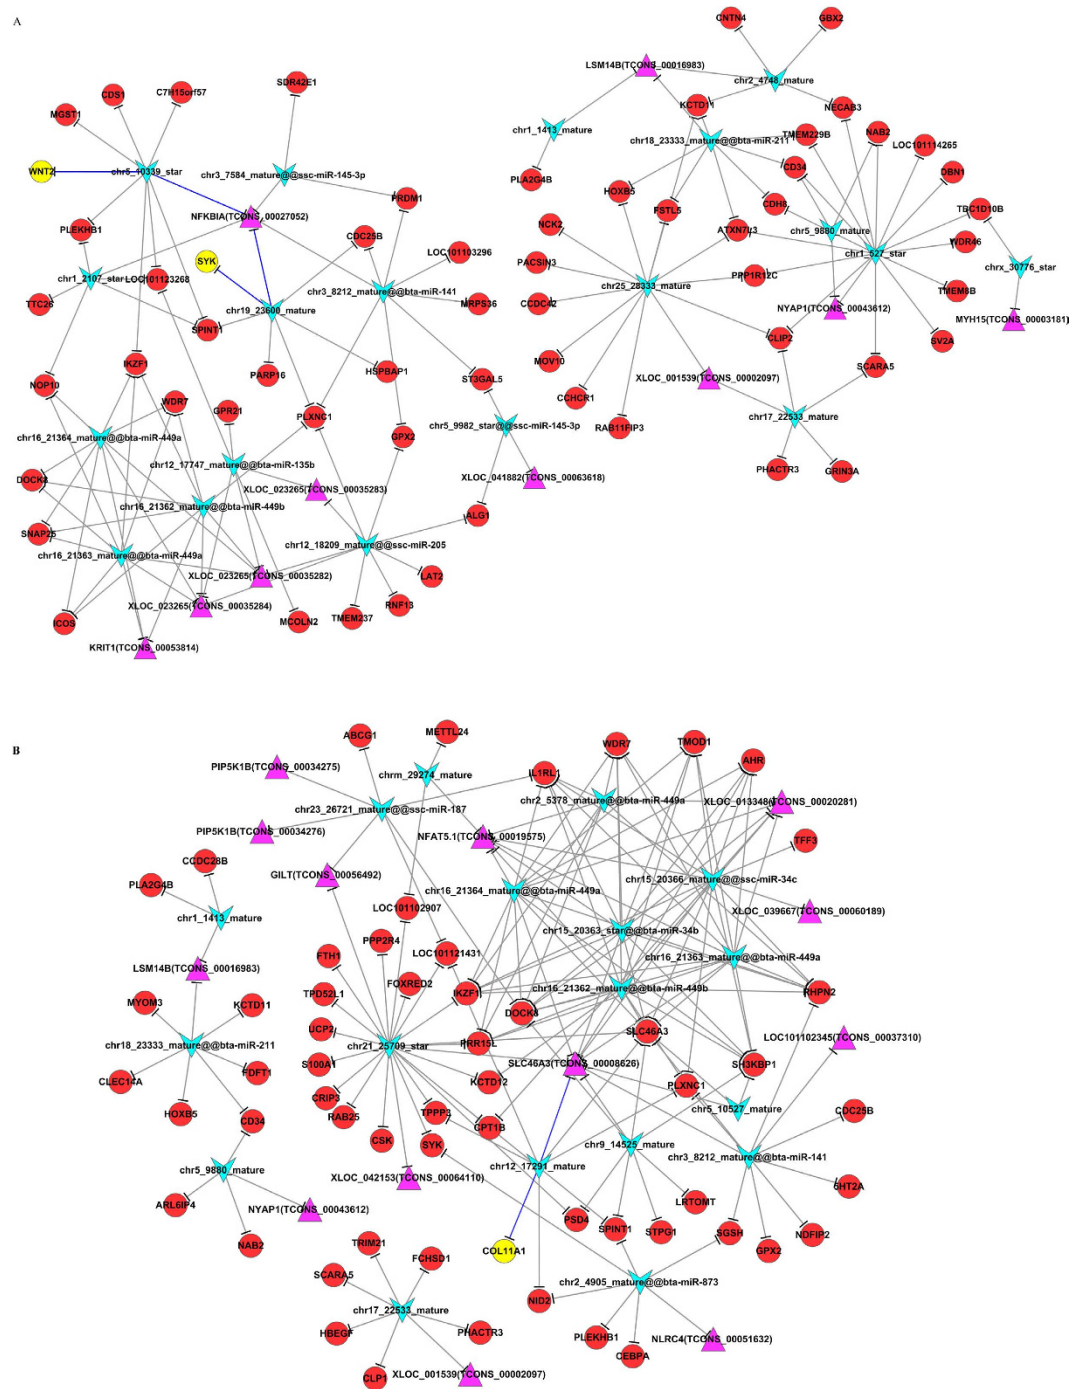 A
CNTN4
GBX2
LSM14B(TCONS_00016983)
chr2_4748_mature
SDR42E1
C7H15orf57
CDS1
MGST1
KCTD11
NECAB3
chr1_1413_mature
chr18_23333_mature@@bta-miR-211
TMEM229B
NAB2
LOC101114265
WNT2
chr5_10339_star
chr3_7584_mature@@ssc-miR-145-3p
PLA2G4B
CD34
DBN1
PRDM1
HOXB5
FSTL5
CDH8
TBC1D10B
NFKBIA(TCONS_00027052)
NCK2
ATXN7L3
chr5_9880_mature
WDR46
PLEKHB1
CDC25B
SYK
LOC101103296
PACSIN3
PPP1R12C
chr1_527_star
chrx_30776_star
chr1_2107_star
LOC101123268
chr3_8212_mature@@bta-miR-141
chr25_28333_mature
TMEM8B
TTC26
MRPS36
CCDC42
NYAP1(TCONS_00043612)
MYH15(TCONS_00003181)
SPINT1
chr19_23600_mature
CLIP2
SV2A
IKZF1
MOV10
SCARA5
NOP10
PARP16
HSPBAP1
ST3GAL5
XLOC_001539(TCONS_00002097)
CCHCR1
WDR7
GPR21
PLXNC1
chr17_22533_mature
RAB11FIP3
chr5_9982_star@@ssc-miR-145-3p
chr16_21364_mature@@bta-miR-449a
GPX2
chr12_17747_mature@@bta-miR-135b
PHACTR3
GRIN3A
DOCK8
XLOC_023265(TCONS_00035283)
XLOC_041882(TCONS_00063618)
chr16_21362_mature@@bta-miR-449b
ALG1
SNAP25
chr12_18209_mature@@ssc-miR-205
chr16_21363_mature@@bta-miR-449a
XLOC_023265(TCONS_00035282)
LAT2
XLOC_023265(TCONS_00035284)
RNF13
ICOS
MCOLN2
TMEM237
KRIT1(TCONS_00053814)
B
ABCG1
METTL24
WDR7
TMOD1
AHR
PIP5K1B(TCONS_00034275)
chrm_29274_mature
IL1RL1
chr2_5378_mature@@bta-miR-449a
XLOC_013348(TCONS_00020281)
chr23_26721_mature@@ssc-miR-187
PIP5K1B(TCONS_00034276)
NFAT5.1(TCONS_00019575)
TFF3
CCDC28B
GILT(TCONS_00056492)
chr15_20366_mature@@ssc-miR-34c
PLA2G4B
chr16_21364_mature@@bta-miR-449a
LOC101102907
XLOC_039667(TCONS_00060189)
chr1_1413_mature
chr15_20363_star@@bta-miR-34b
PPP2R4
FTH1
LOC101121431
chr16_21363_mature@@bta-miR-449a
LSM14B(TCONS_00016983)
FOXRED2
TPD52L1
IKZF1
chr16_21362_mature@@bta-miR-449b
RHPN2
MYOM3
KCTD11
DOCK8
UCP2
SLC46A3
LOC101102345(TCONS_00037310)
chr18_23333_mature@@bta-miR-211
chr21_25709_star
PRR15L
S100A1
SLC46A3(TCONS_00008626)
SH3KBP1
FDFT1
CLEC14A
KCTD12
PLXNC1
CRIP3
RAB25
TPPP3
chr5_10527_mature
CDC25B
HOXB5
CD34
CSK
SYK
CPT1B
chr9_14525_mature
chr3_8212_mature@@bta-miR-141
chr5_9880_mature
chr12_17291_mature
XLOC_042153(TCONS_00064110)
5HT2A
ARL6IP4
NYAP1(TCONS_00043612)
LRTOMT
PSD4
SPINT1
STPG1
SGSH
NDFIP2
NAB2
TRIM21
FCHSD1
COL11A1
GPX2
SCARA5
chr2_4905_mature@@bta-miR-873
NID2
chr17_22533_mature
HBEGF
PHACTR3
PLEKHB1
NLRC4(TCONS_00051632)
CEBPA
CLP1
XLOC_001539(TCONS_00002097)